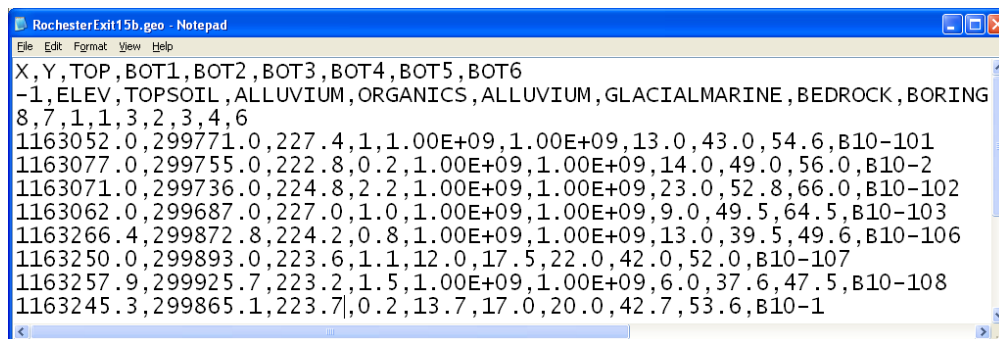 RochesterExit15b.geo - Notepad
File Edit Format View Help
X,Y,TOP,BOT1,BOT2,BOT3,BOT4,BOT5,BOT6
-1,ELEV,TOPSOIL,ALLUVIUM,ORGANICS,ALLUVIUM,GLACIALMARINE,BEDROCK,BORING
8,7,1,1,3,2,3,4,6
1163052.0,299771.0,227.4,1,1.00E+09,1.00E+09,13.0,43.0,54.6,B10-101
1163077.0,299755.0,222.8,0.2,1.00E+09,1.00E+09,14.0,49.0,56.0,B10-2
1163071.0,299736.0,224.8,2.2,1.00E+09,1.00E+09,23.0,52.8,66.0,B10-102
1163062.0,299687.0,227.0,1.0,1.00E+09,1.00E+09,9.0,49.5,64.5,B10-103
1163266.4,299872.8,224.2,0.8,1.00E+09,1.00E+09,13.0,39.5,49.6,B10-106
1163250.0,299893.0,223.6,1.1,12.0,17.5,22.0,42.0,52.0,B10-107
1163257.9,299925.7,223.2,1.5,1.00E+09,1.00E+09,6.0,37.6,47.5,B10-108
1163245.3,299865.1,223.7,0.2,13.7,17.0,20.0,42.7,53.6,B10-1